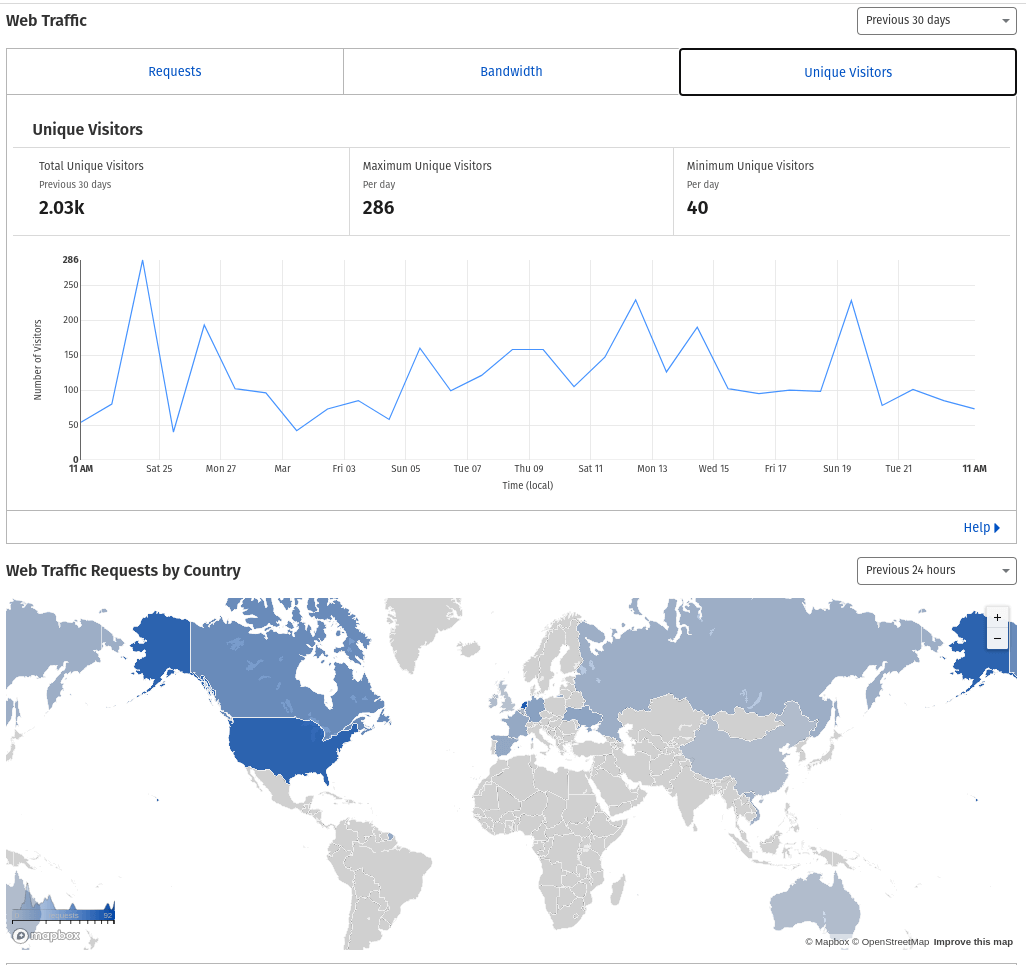 Web Traffic
Previous 30 days
Requests
Bandwidth
Unique Visitors
Unique Visitors
Total Unique Visitors
Previous 30 days
2.03k
Maximum Unique Visitors
Per day
286
Minimum Unique Visitors
Per day
40
286
250
200
150
100
50
0
Number of Visitors
11 AM
Sat 25
Mon 27
Mar
Fri 03
Sun 05
Tue 07
Thu 09
Sat 11
Mon 13
Wed 15
Fri 17
Sun 19
Tue 21
11 AM
Time (local)
Help
Web Traffic Requests by Country
Previous 24 hours
+
−
92
mapbox
© Mapbox © OpenStreetMap Improve this map